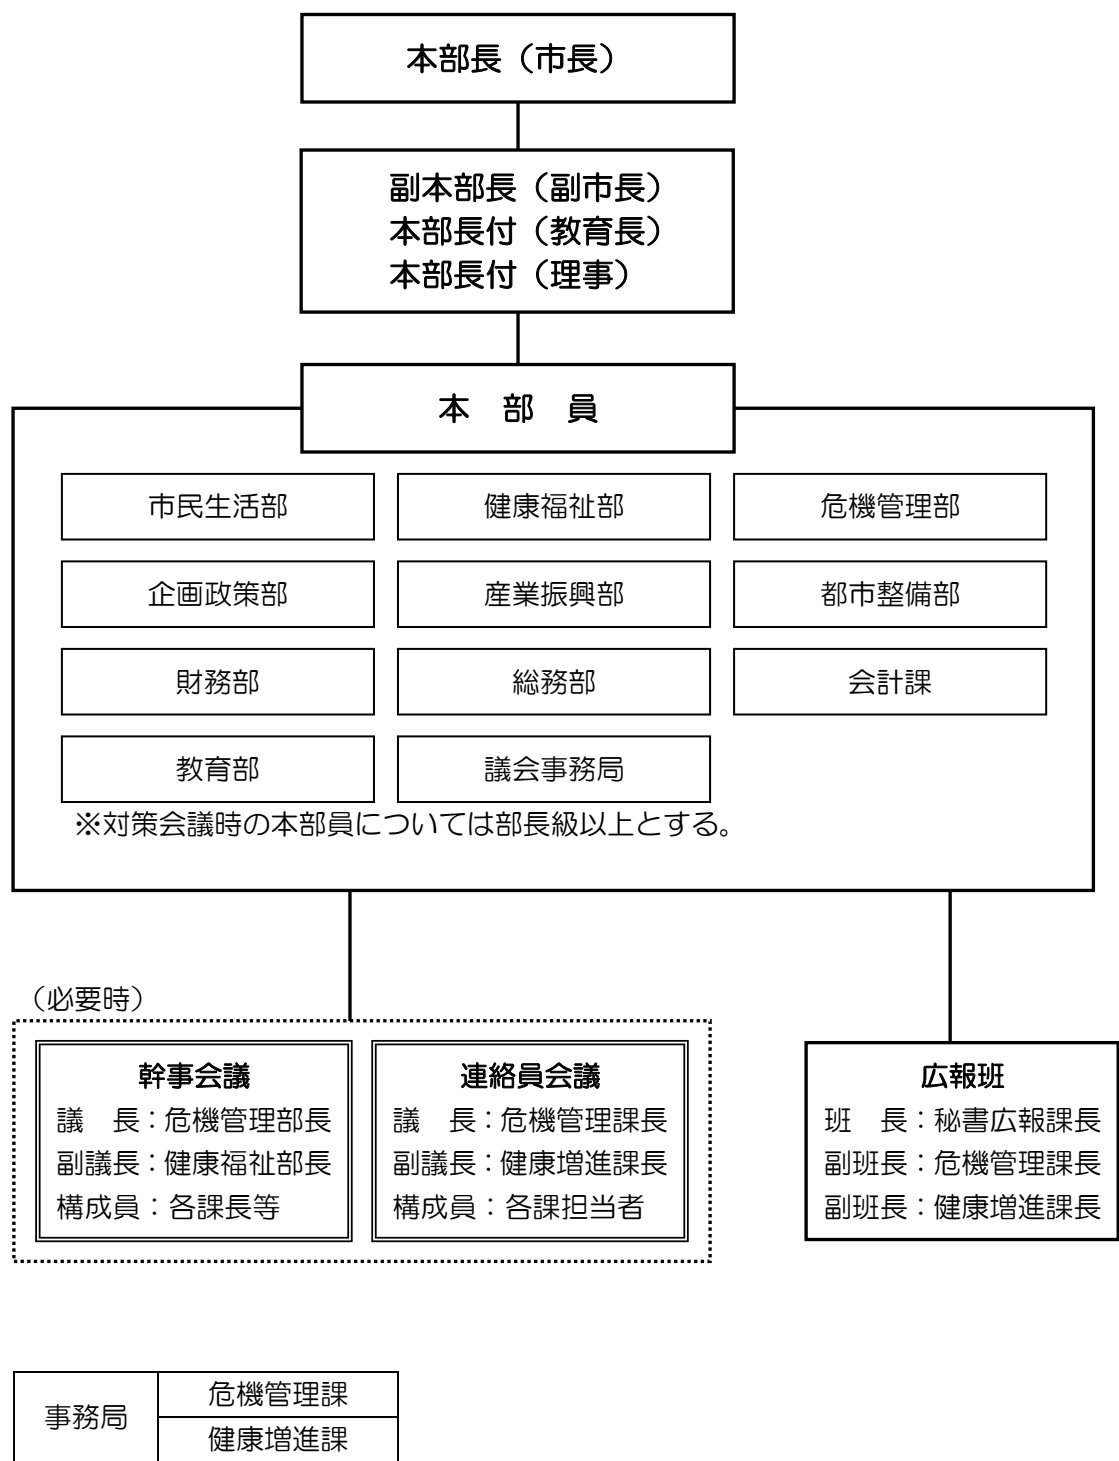 本部長（市長）
副本部長（副市長）
本部長付（教育長）
本部長付（理事）
本　部　員
市民生活部
健康福祉部
危機管理部
企画政策部
産業振興部
都市整備部
財務部
総務部
会計課
教育部
議会事務局
※対策会議時の本部員については部長級以上とする。
（必要時）
幹事会議
議　長：危機管理部長
副議長：健康福祉部長
構成員：各課長等
連絡員会議
議　長：危機管理課長
副議長：健康増進課長
構成員：各課担当者
広報班
班　長：秘書広報課長
副班長：危機管理課長
副班長：健康増進課長
事務局
危機管理課
健康増進課